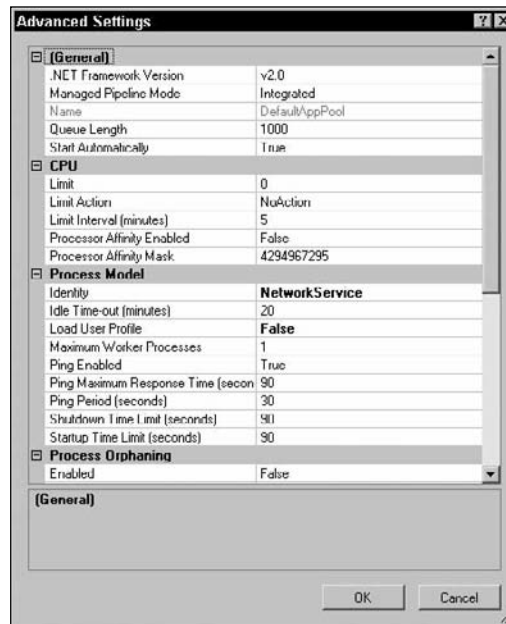 Advanced Settings
(General)
.NET Framework Version v2.0
Managed Pipeline Mode Integrated
Name DefaultAppPool
Queue Length 1000
Start Automatically True
CPU
Limit 0
Limit Action NoAction
Limit Interval (minutes) 5
Processor Affinity Enabled False
Processor Affinity Mask 4294967295
Process Model
Identity NetworkService
Idle Time-out (minutes) 20
Load User Profile False
Maximum Worker Processes 1
Ping Enabled True
Ping Maximum Response Time (secon 90
Ping Period (seconds) 30
Shutdown Time Limit (seconds) 90
Startup Time Limit (seconds) 90
Process Orphaning
Enabled False
(General)
OK Cancel